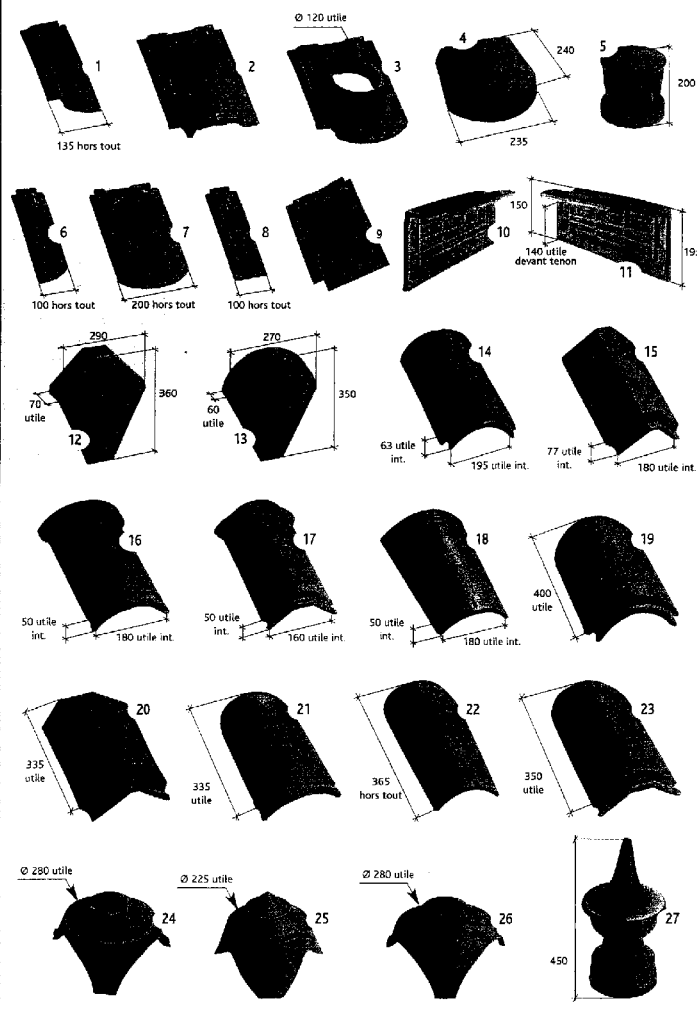 Ø 120 utile
1
2
3
4
240
5
200
135 hors tout
235
6
7
8
9
10
150
140 utile
devant tenon
11
100 hors tout
200 hors tout
100 hors tout
290
360
70
utile
12
270
350
60
utile
13
14
63 utile
int.
195 utile int.
15
77 utile
int.
180 utile int.
16
50 utile
int.
180 utile int.
17
50 utile
int.
160 utile int.
18
50 utile
int.
180 utile int.
19
400
utile
20
335
utile
21
335
utile
22
365
hors tout
23
350
utile
Ø 280 utile
24
Ø 225 utile
25
Ø 280 utile
26
27
450